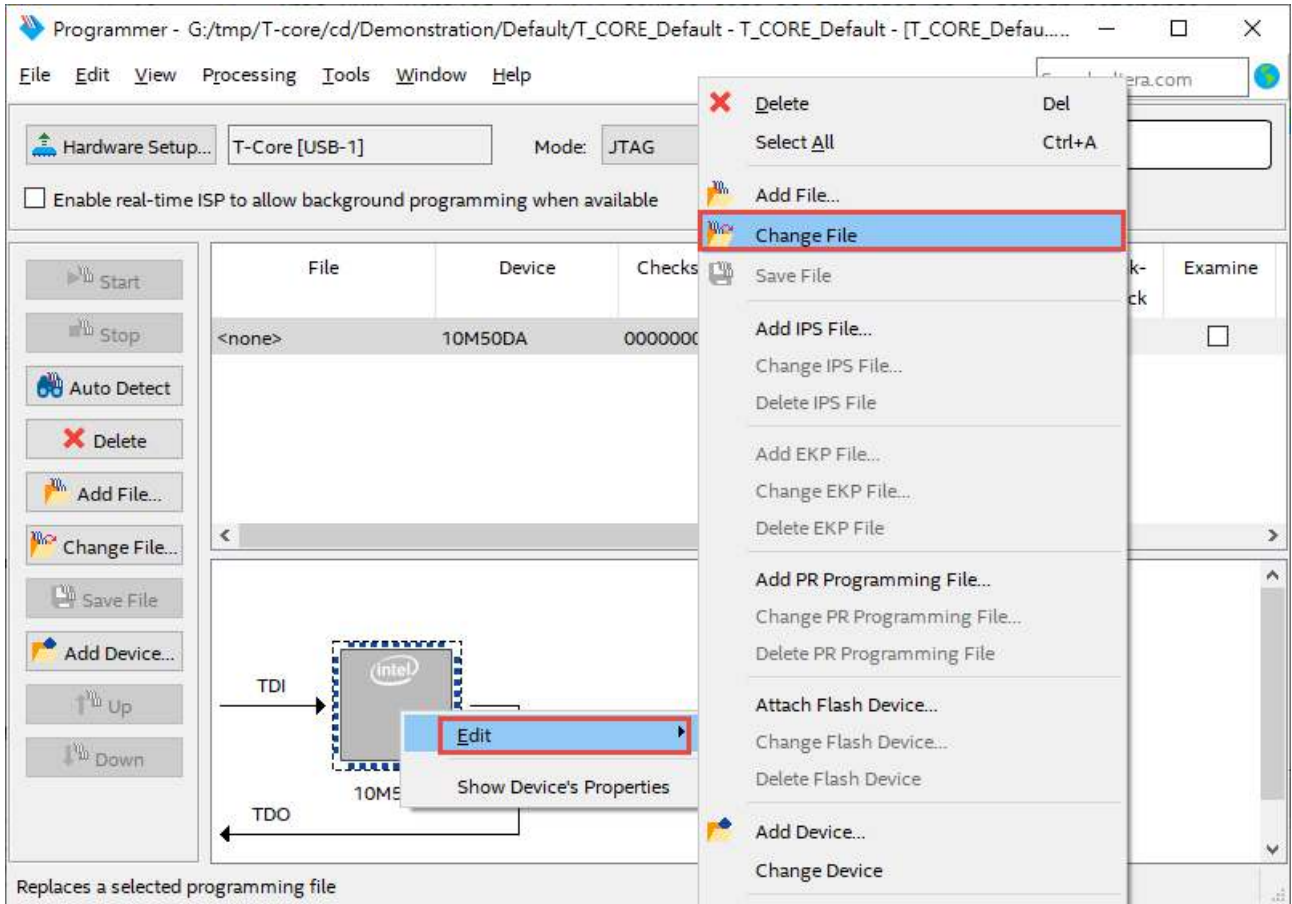 Programmer - G:/tmp/T-core/cd/Demonstration/Default/T_CORE_Default - T_CORE_Default - [T_CORE_Defau.....
File Edit View Processing Tools Window Help
Hardware Setup... T-Core [USB-1] Mode: JTAG
Enable real-time ISP to allow background programming when available
Start
Stop
Auto Detect
Delete
Add File...
Change File...
Save File
Add Device...
Up
Down
File Device Checks k- Examine
ck
<none> 10M50DA 0000000
TDI
intel
10M5
TDO
Edit
Show Device's Properties
Delete Del
Select All Ctrl+A
Add File...
Change File
Save File
Add IPS File...
Change IPS File...
Delete IPS File
Add EKP File...
Change EKP File...
Delete EKP File
Add PR Programming File...
Change PR Programming File...
Delete PR Programming File
Attach Flash Device...
Change Flash Device...
Delete Flash Device
Add Device...
Change Device
Replaces a selected programming file